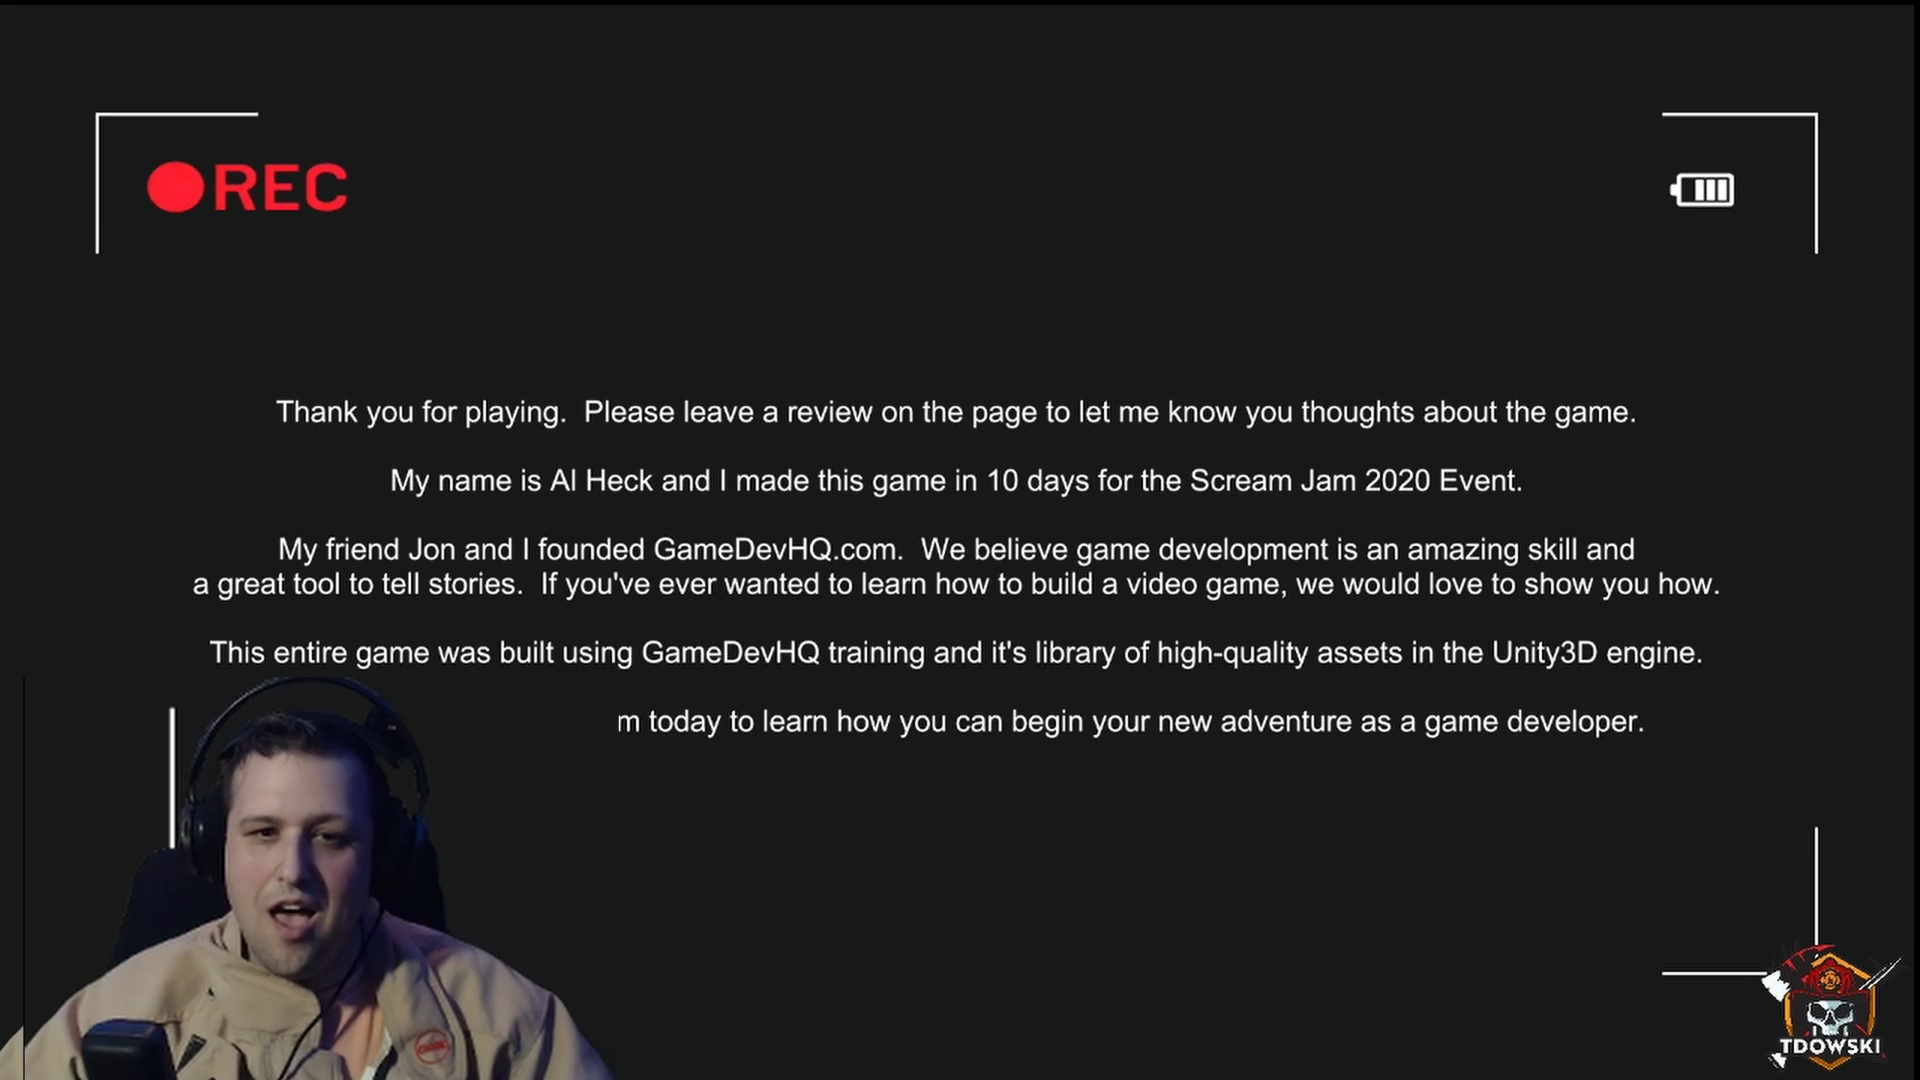 REC
Thank you for playing.  Please leave a review on the page to let me know you thoughts about the game.
My name is Al Heck and I made this game in 10 days for the Scream Jam 2020 Event.
My friend Jon and I founded GameDevHQ.com.  We believe game development is an amazing skill and
a great tool to tell stories.  If you've ever wanted to learn how to build a video game, we would love to show you how.
This entire game was built using GameDevHQ training and it's library of high-quality assets in the Unity3D engine.
m today to learn how you can begin your new adventure as a game developer.
TDOWSKI